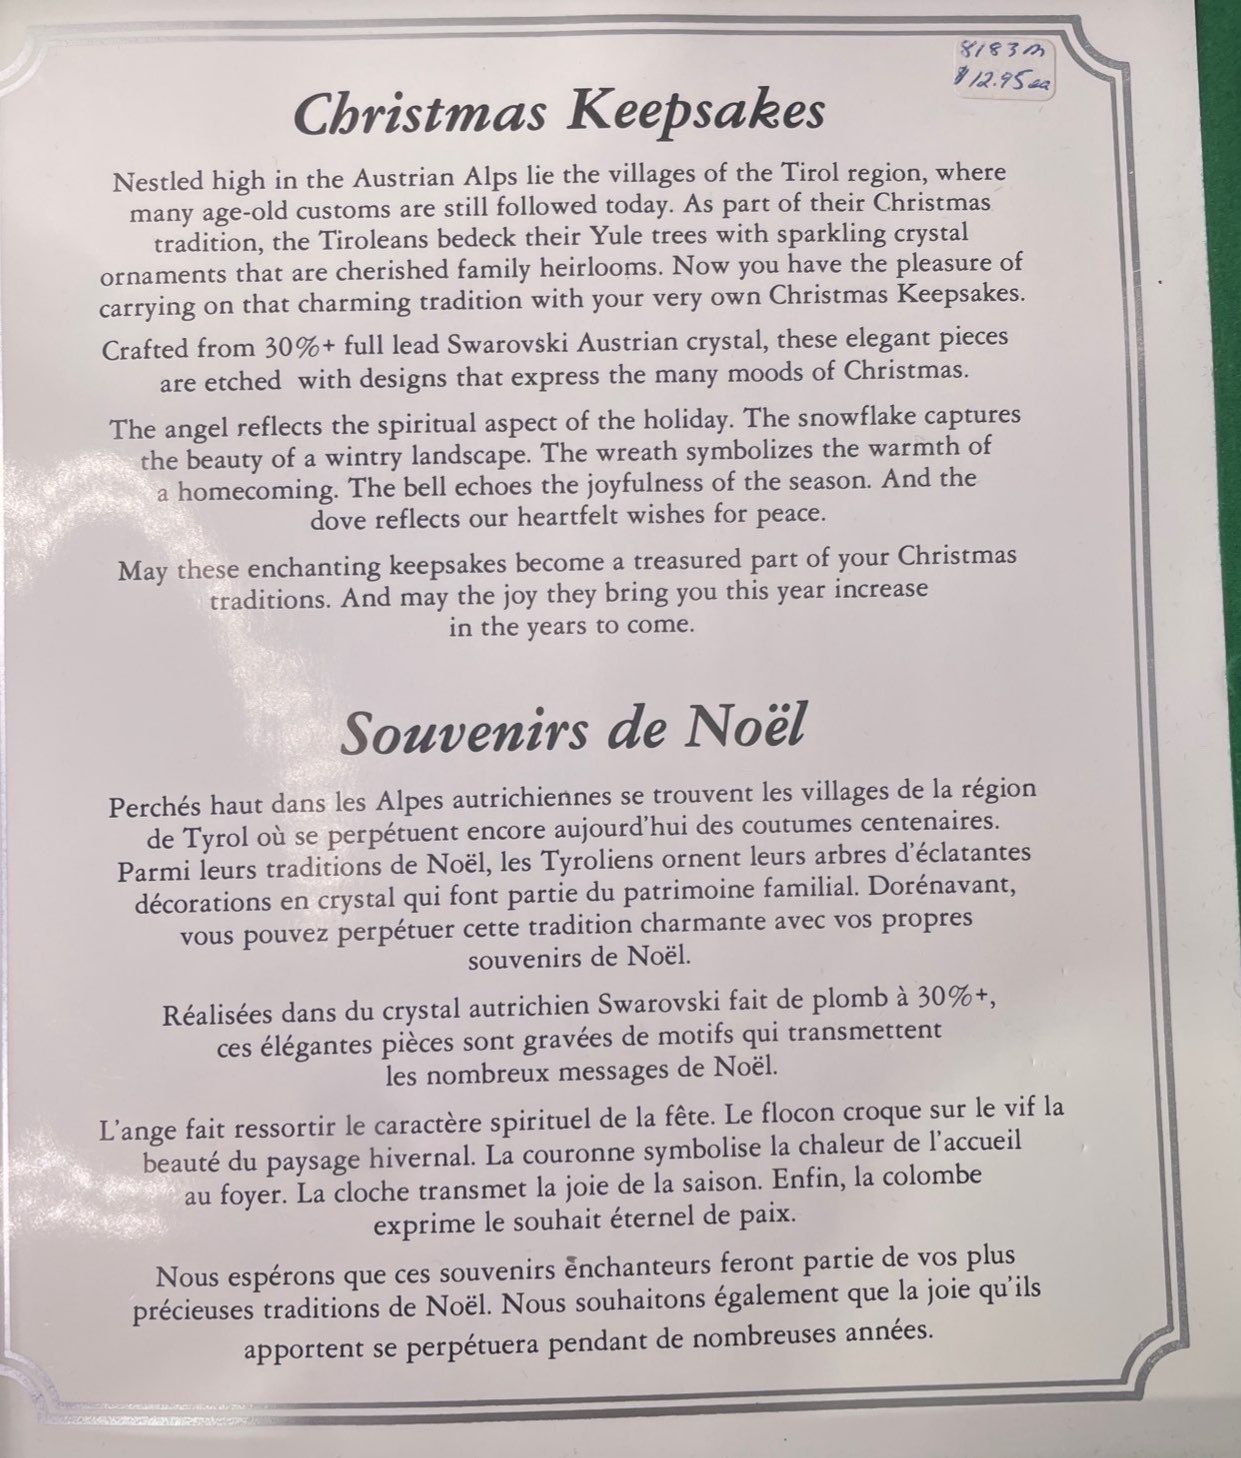 8183m
$12.95 ea
Christmas Keepsakes
Nestled high in the Austrian Alps lie the villages of the Tirol region, where
many age-old customs are still followed today. As part of their Christmas
tradition, the Tiroleans bedeck their Yule trees with sparkling crystal
ornaments that are cherished family heirlooms. Now you have the pleasure of
carrying on that charming tradition with your very own Christmas Keepsakes.
Crafted from 30%+ full lead Swarovski Austrian crystal, these elegant pieces
are etched with designs that express the many moods of Christmas.
The angel reflects the spiritual aspect of the holiday. The snowflake captures
the beauty of a wintry landscape. The wreath symbolizes the warmth of
a homecoming. The bell echoes the joyfulness of the season. And the
dove reflects our heartfelt wishes for peace.
May these enchanting keepsakes become a treasured part of your Christmas
traditions. And may the joy they bring you this year increase
in the years to come.
Souvenirs de Noël
Perchés haut dans les Alpes autrichiennes se trouvent les villages de la région
de Tyrol où se perpétuent encore aujourd'hui des coutumes centenaires.
Parmi leurs traditions de Noël, les Tyroliens ornent leurs arbres d'éclatantes
décorations en crystal qui font partie du patrimoine familial. Dorénavant,
vous pouvez perpétuer cette tradition charmante avec vos propres
souvenirs de Noël.
Réalisées dans du crystal autrichien Swarovski fait de plomb à 30%+,
ces élégantes pièces sont gravées de motifs qui transmettent
les nombreux messages de Noël.
L'ange fait ressortir le caractère spirituel de la fête. Le flocon croque sur le vif la
beauté du paysage hivernal. La couronne symbolise la chaleur de l'accueil
au foyer. La cloche transmet la joie de la saison. Enfin, la colombe
exprime le souhait éternel de paix.
Nous espérons que ces souvenirs enchanteurs feront partie de vos plus
précieuses traditions de Noël. Nous souhaitons également que la joie qu'ils
apportent se perpétuera pendant de nombreuses années.